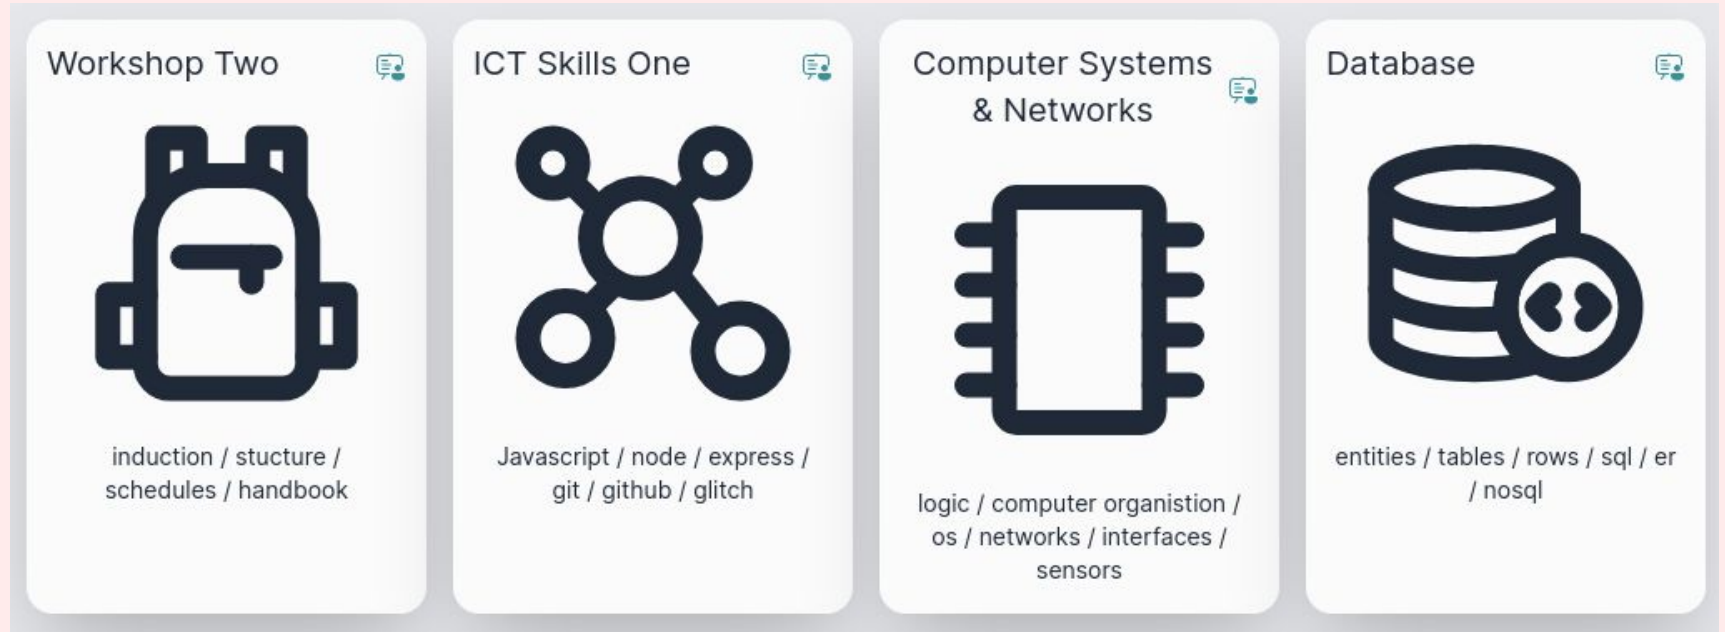 Workshop Two
induction / stucture /
schedules / handbook
ICT Skills One
Javascript / node / express /
git / github / glitch
Computer Systems
& Networks
logic / computer organistion /
os / networks / interfaces /
sensors
Database
entities / tables / rows / sql / er
/ nosql